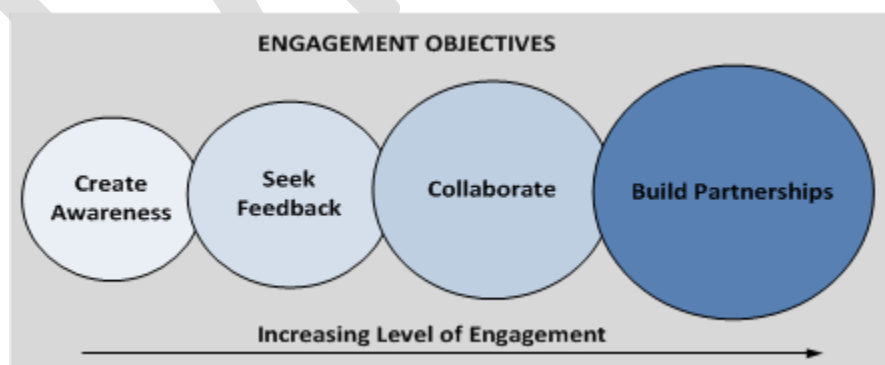 ENGAGEMENT OBJECTIVES
Create
Awareness
Seek
Feedback
Collaborate
Build Partnerships
Increasing Level of Engagement